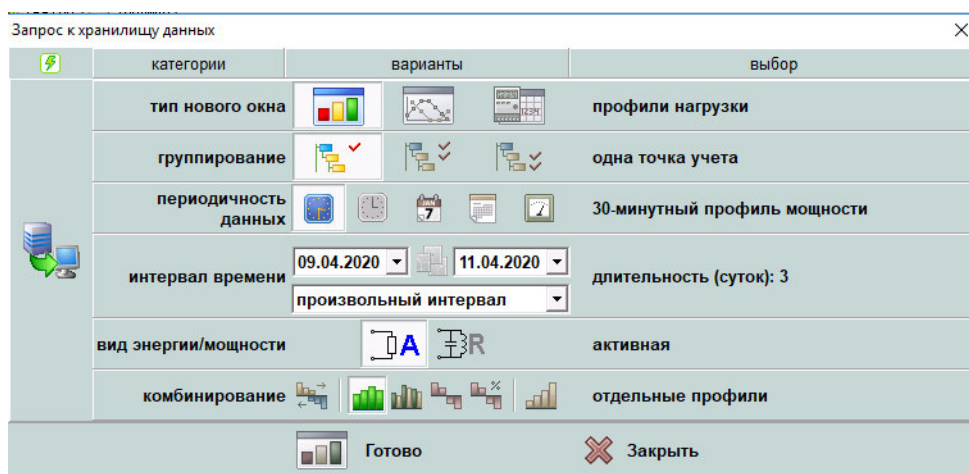 Запрос к хранилищу данных
категории варианты выбор
тип нового окна профили нагрузки
группирование одна точка учета
периодичность
данных
30-минутный профиль мощности
интервал времени
09.04.2020 11.04.2020
произвольный интервал
длительность (суток): 3
вид энергии/мощности A R активная
комбинирование отдельные профили
Готово Закрыть